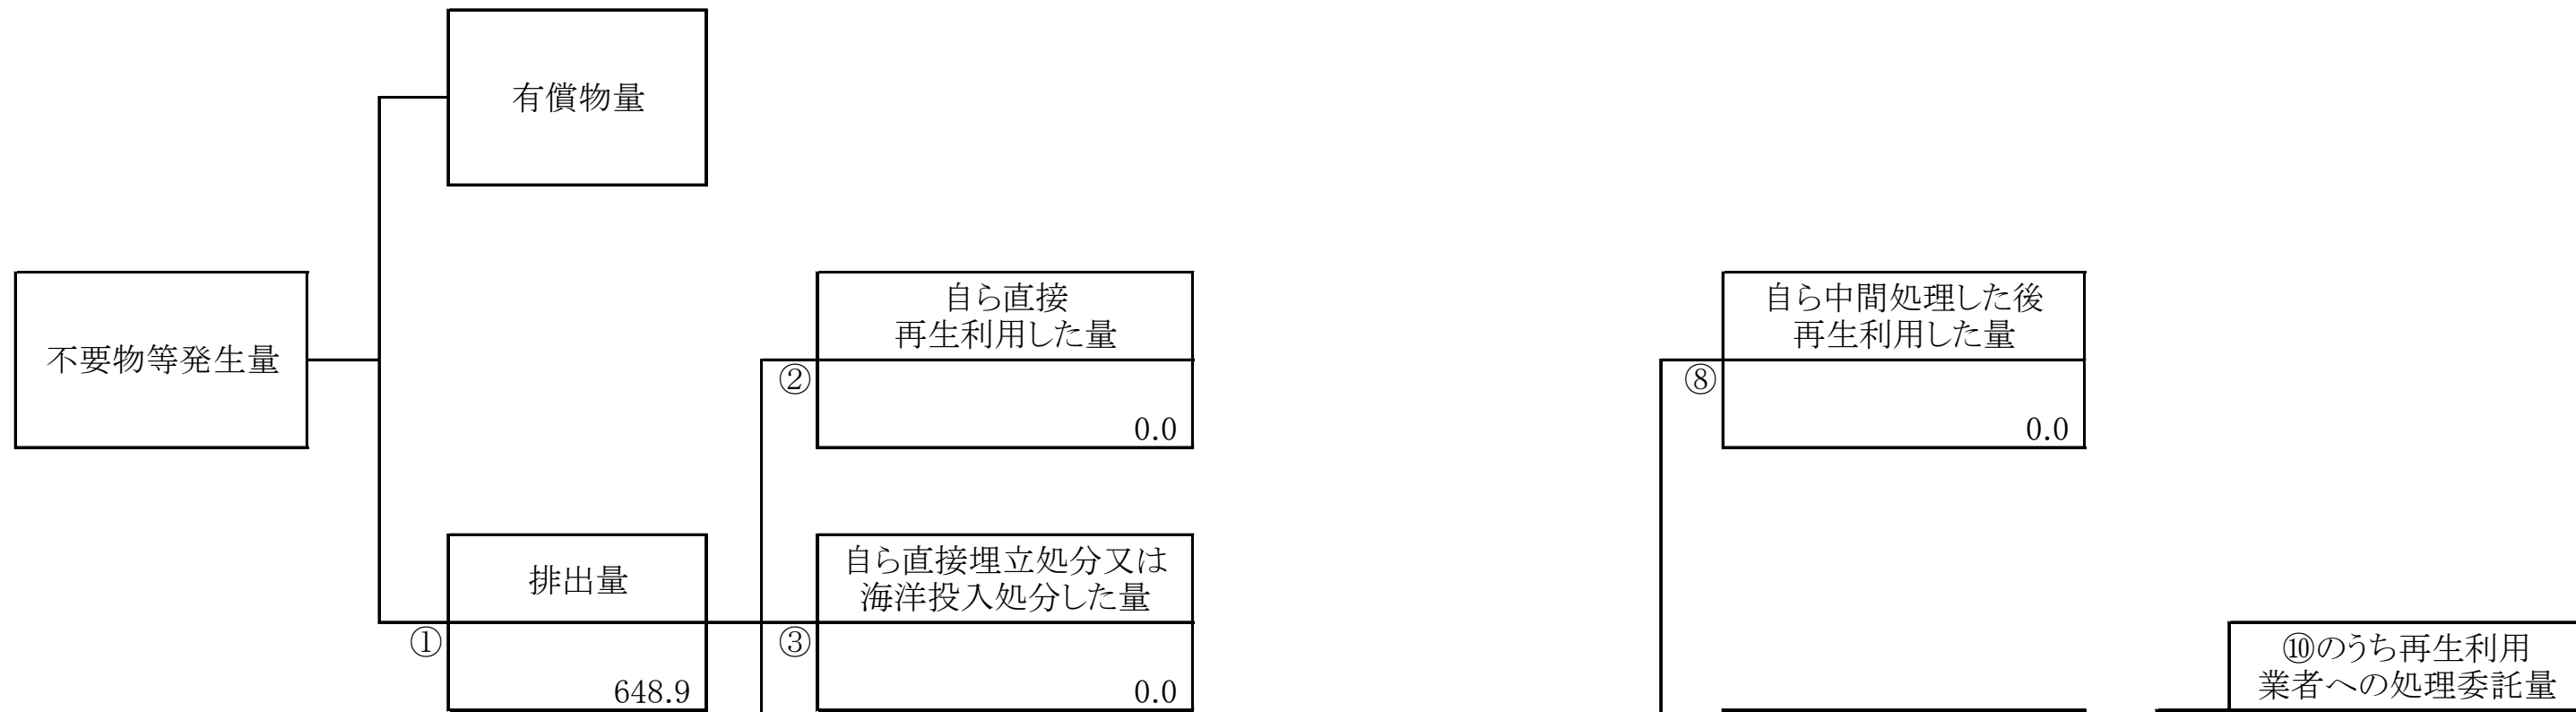 有償物量
不要物等発生量
自ら直接
再生利用した量
②
0.0
自ら中間処理した後
再生利用した量
⑧
0.0
排出量
①
648.9
自ら直接埋立処分又は
海洋投入処分した量
③
0.0
⑩のうち再生利用
業者への処理委託量